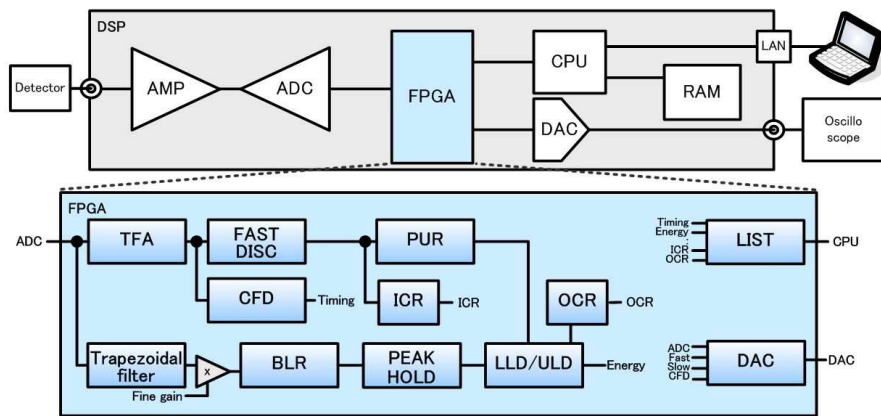 DSP
Detector
AMP
ADC
FPGA
CPU
RAM
LAN
DAC
Oscillo
scope
FPGA
ADC
TFA
FAST
DISC
PUR
CFD
Timing
ICR
ICR
OCR
OCR
Trapezoidal
filter
x
Fine gain
BLR
PEAK
HOLD
LLD/ULD
Energy
Timing
Energy
:
ICR
OCR
LIST
CPU
ADC
Fast
Slow
CFD
DAC
DAC